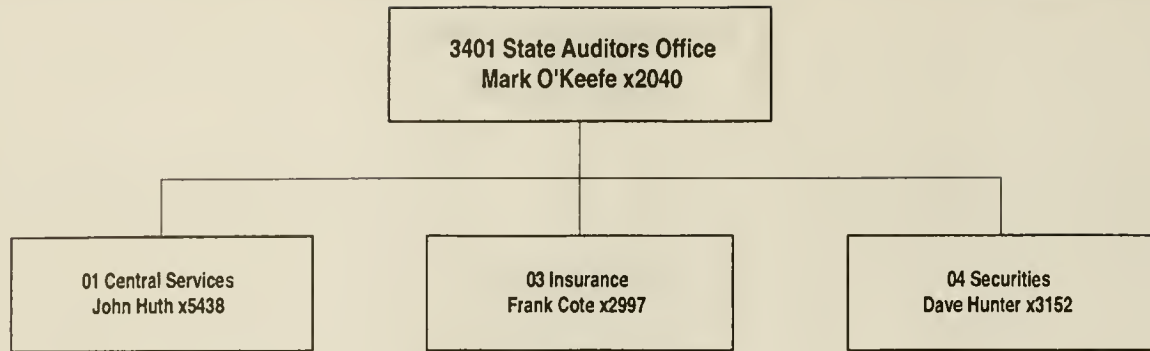 3401 State Auditors Office
Mark O'Keefe x2040
01 Central Services
John Huth x5438
03 Insurance
Frank Cote x2997
04 Securities
Dave Hunter x3152